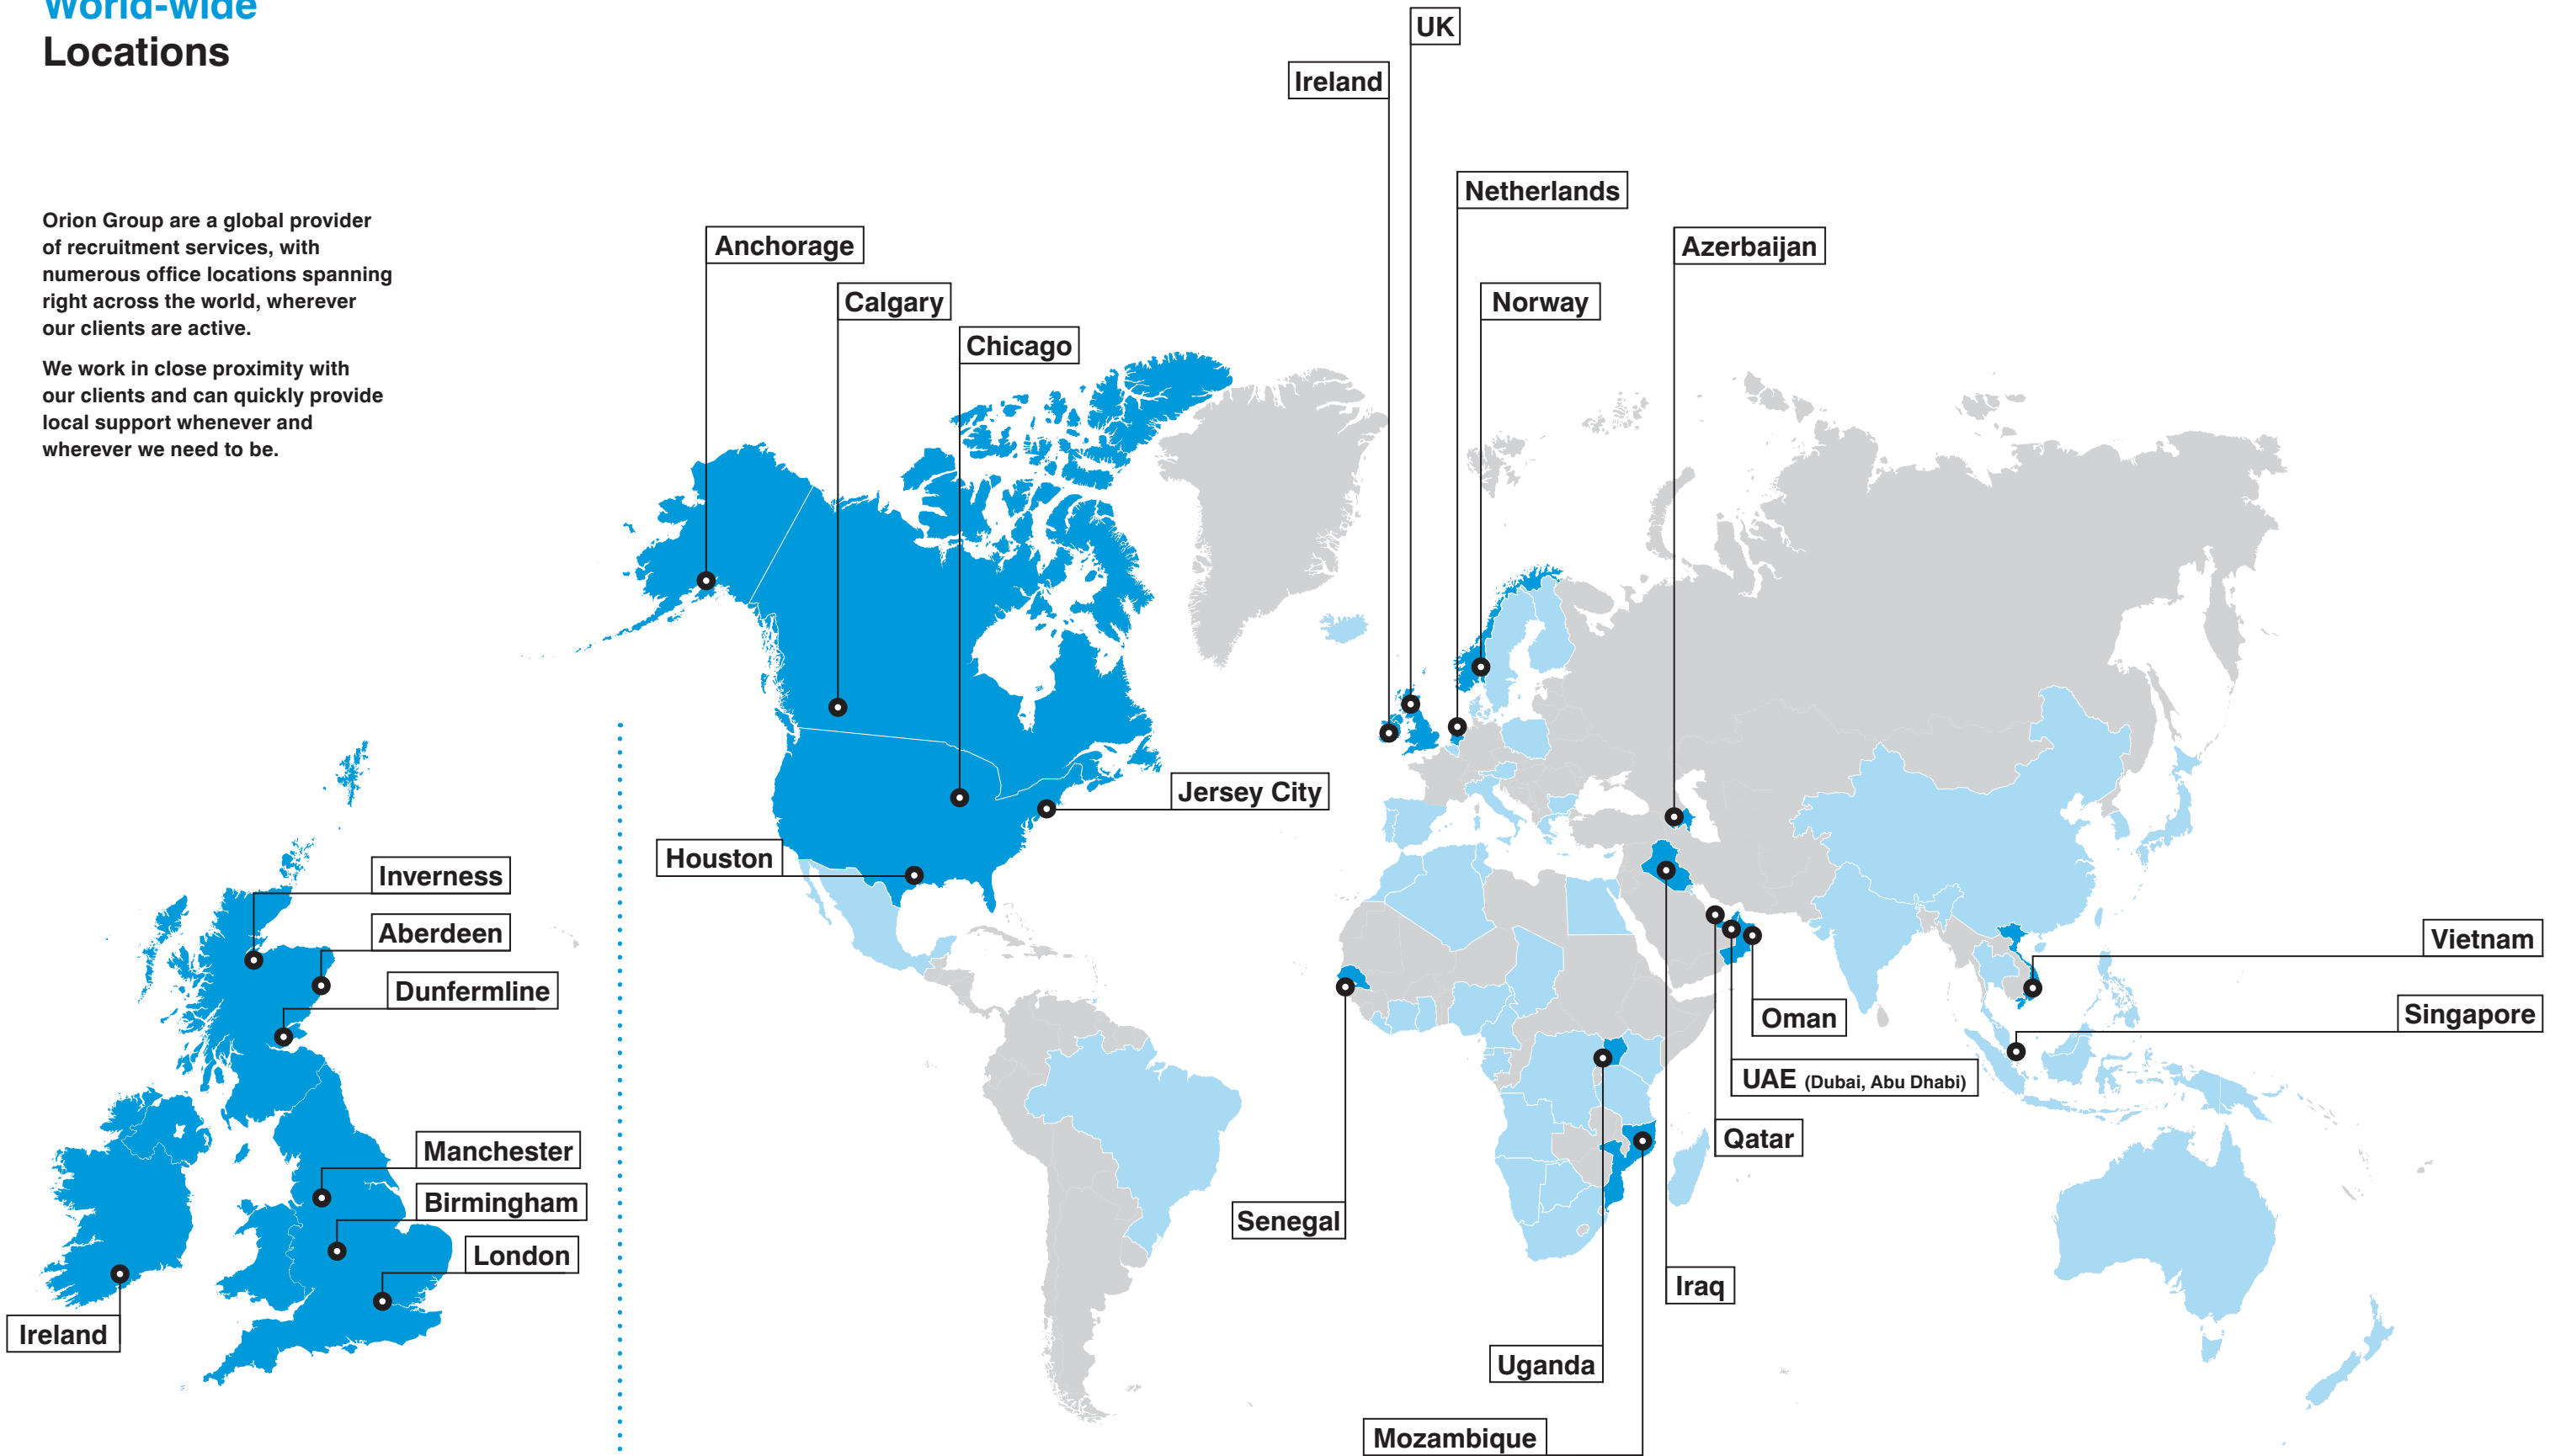 World-wide
Locations
Orion Group are a global provider
of recruitment services, with
numerous office locations spanning
right across the world, wherever
our clients are active.
We work in close proximity with
our clients and can quickly provide
local support whenever and
wherever we need to be.
UK
Ireland
Netherlands
Anchorage
Azerbaijan
Calgary
Norway
Chicago
Jersey City
Houston
Inverness
Aberdeen
Dunfermline
Manchester
Birmingham
London
Ireland
Vietnam
Singapore
Oman
UAE (Dubai, Abu Dhabi)
Qatar
Senegal
Iraq
Uganda
Mozambique